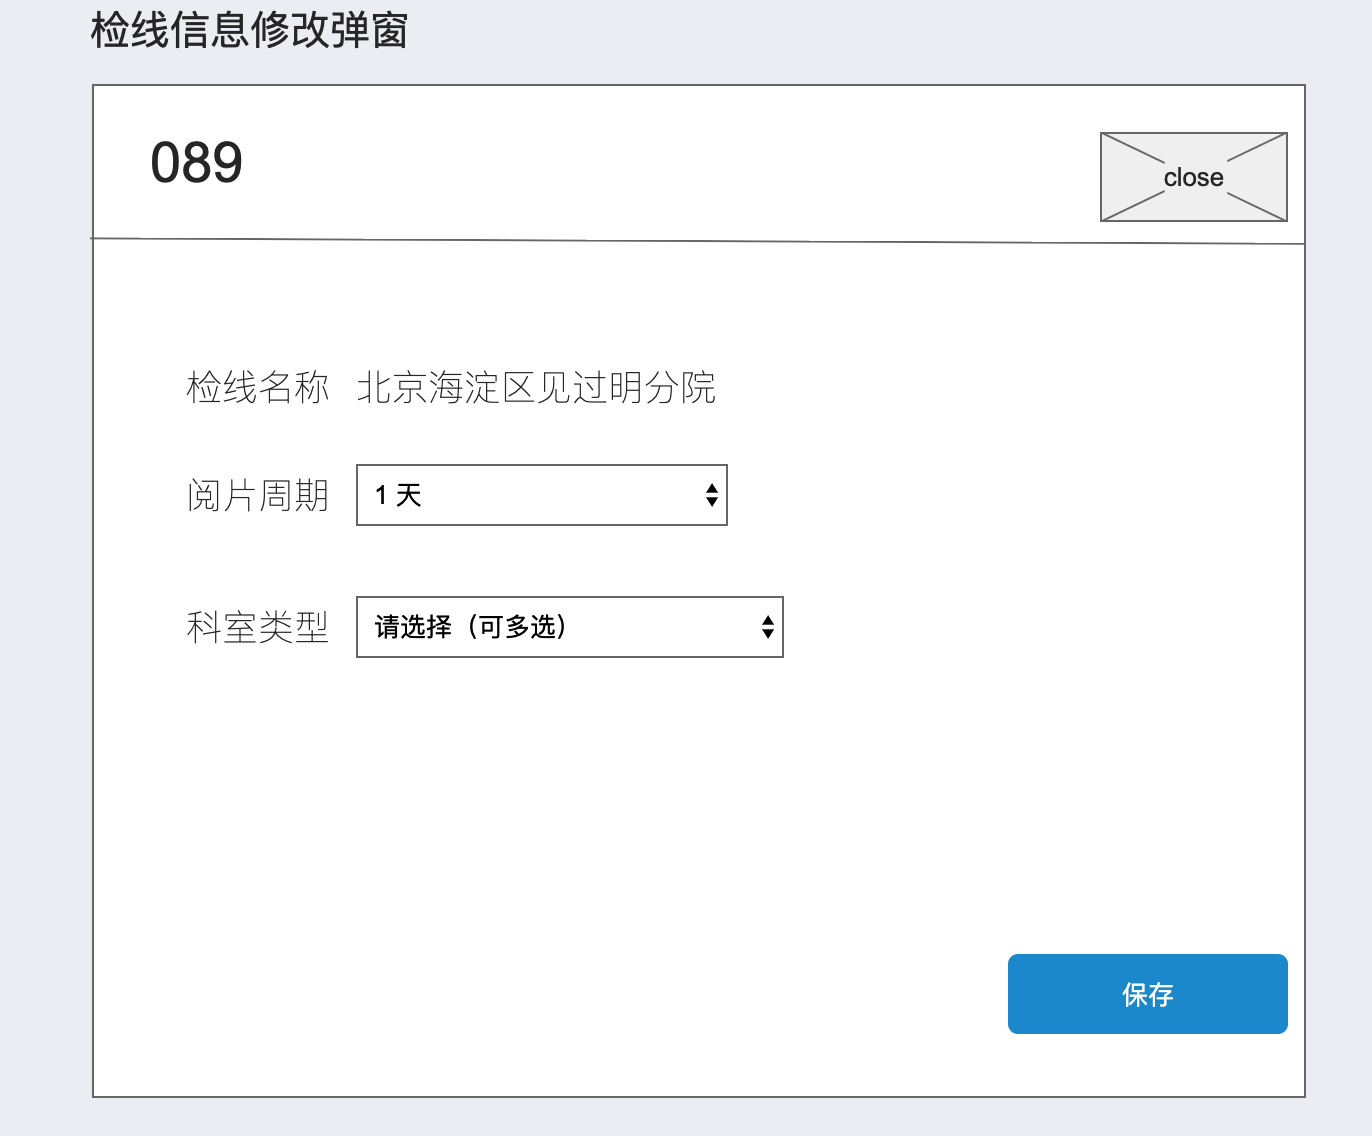 检线信息修改弹窗
089
close
检线名称 北京海淀区见过明分院
阅片周期 1 天
科室类型 请选择（可多选）
保存